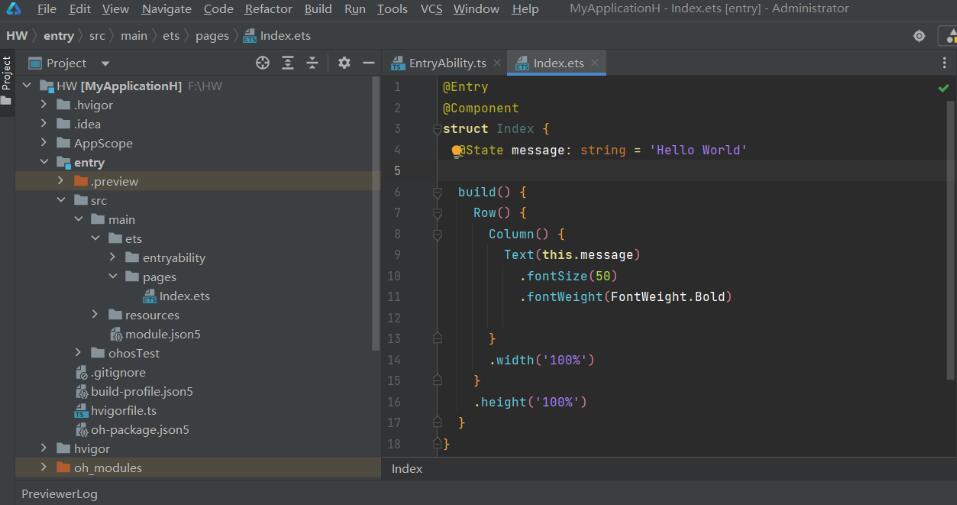 File Edit View Navigate Code Refactor Build Run Tools VCS Window Help MyApplicationH - Index.ets [entry] - Administrator
HW entry src main ets pages Index.ets
Project
Project
EntryAbility.ts
Index.ets
HW [MyApplicationH] F:\HW
.hvigor
.idea
AppScope
entry
.preview
src
main
ets
entryability
pages
Index.ets
resources
module.json5
ohosTest
.gitignore
build-profile.json5
hvigorfile.ts
oh-package.json5
hvigor
oh_modules
1 @Entry
2 @Component
3 struct Index {
4 @State message: string = 'Hello World'
5
6 build() {
7 Row() {
8 Column() {
9 Text(this.message)
10 .fontSize(50)
11 .fontWeight(FontWeight.Bold)
12
13 }
14 .width('100%')
15 }
16 .height('100%')
17 }
18 }
Index
PreviewerLog